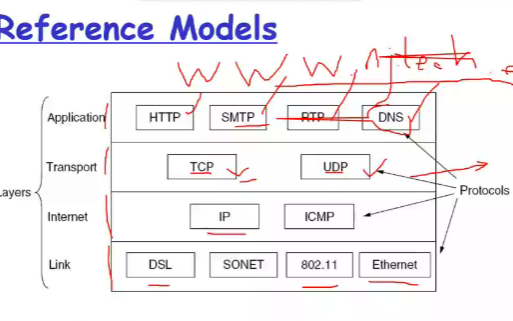 Reference Models
W W W .
Application HTTP SMTP RTP DNS
Transport TCP UDP
Layers Protocols
Internet IP ICMP
Link DSL SONET 802.11 Ethernet